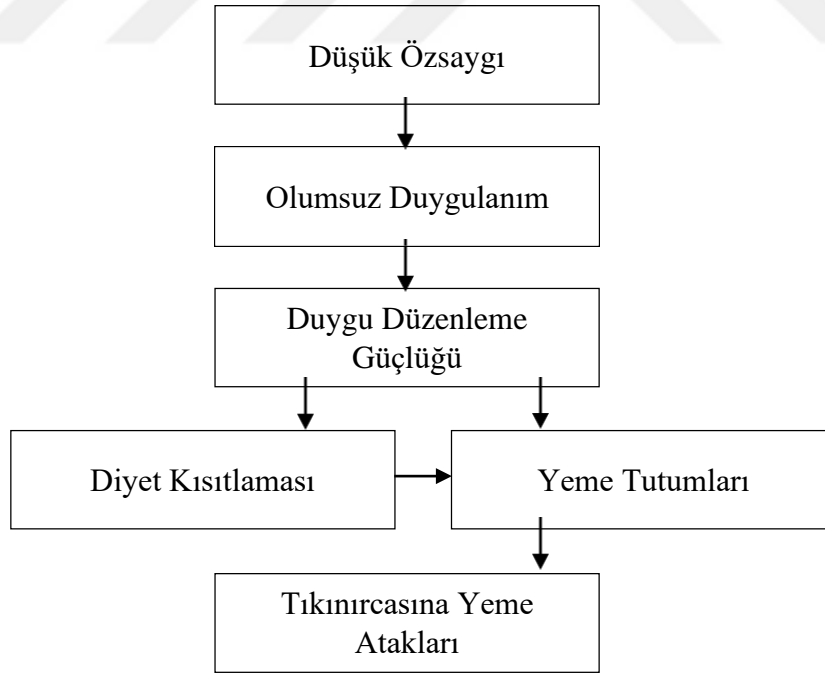 Düşük Özsaygı
Olumsuz Duygulanım
Duygu Düzenleme
Güçlüğü
Diyet Kısıtlaması
Yeme Tutumları
Tıkınırcasına Yeme
Atakları